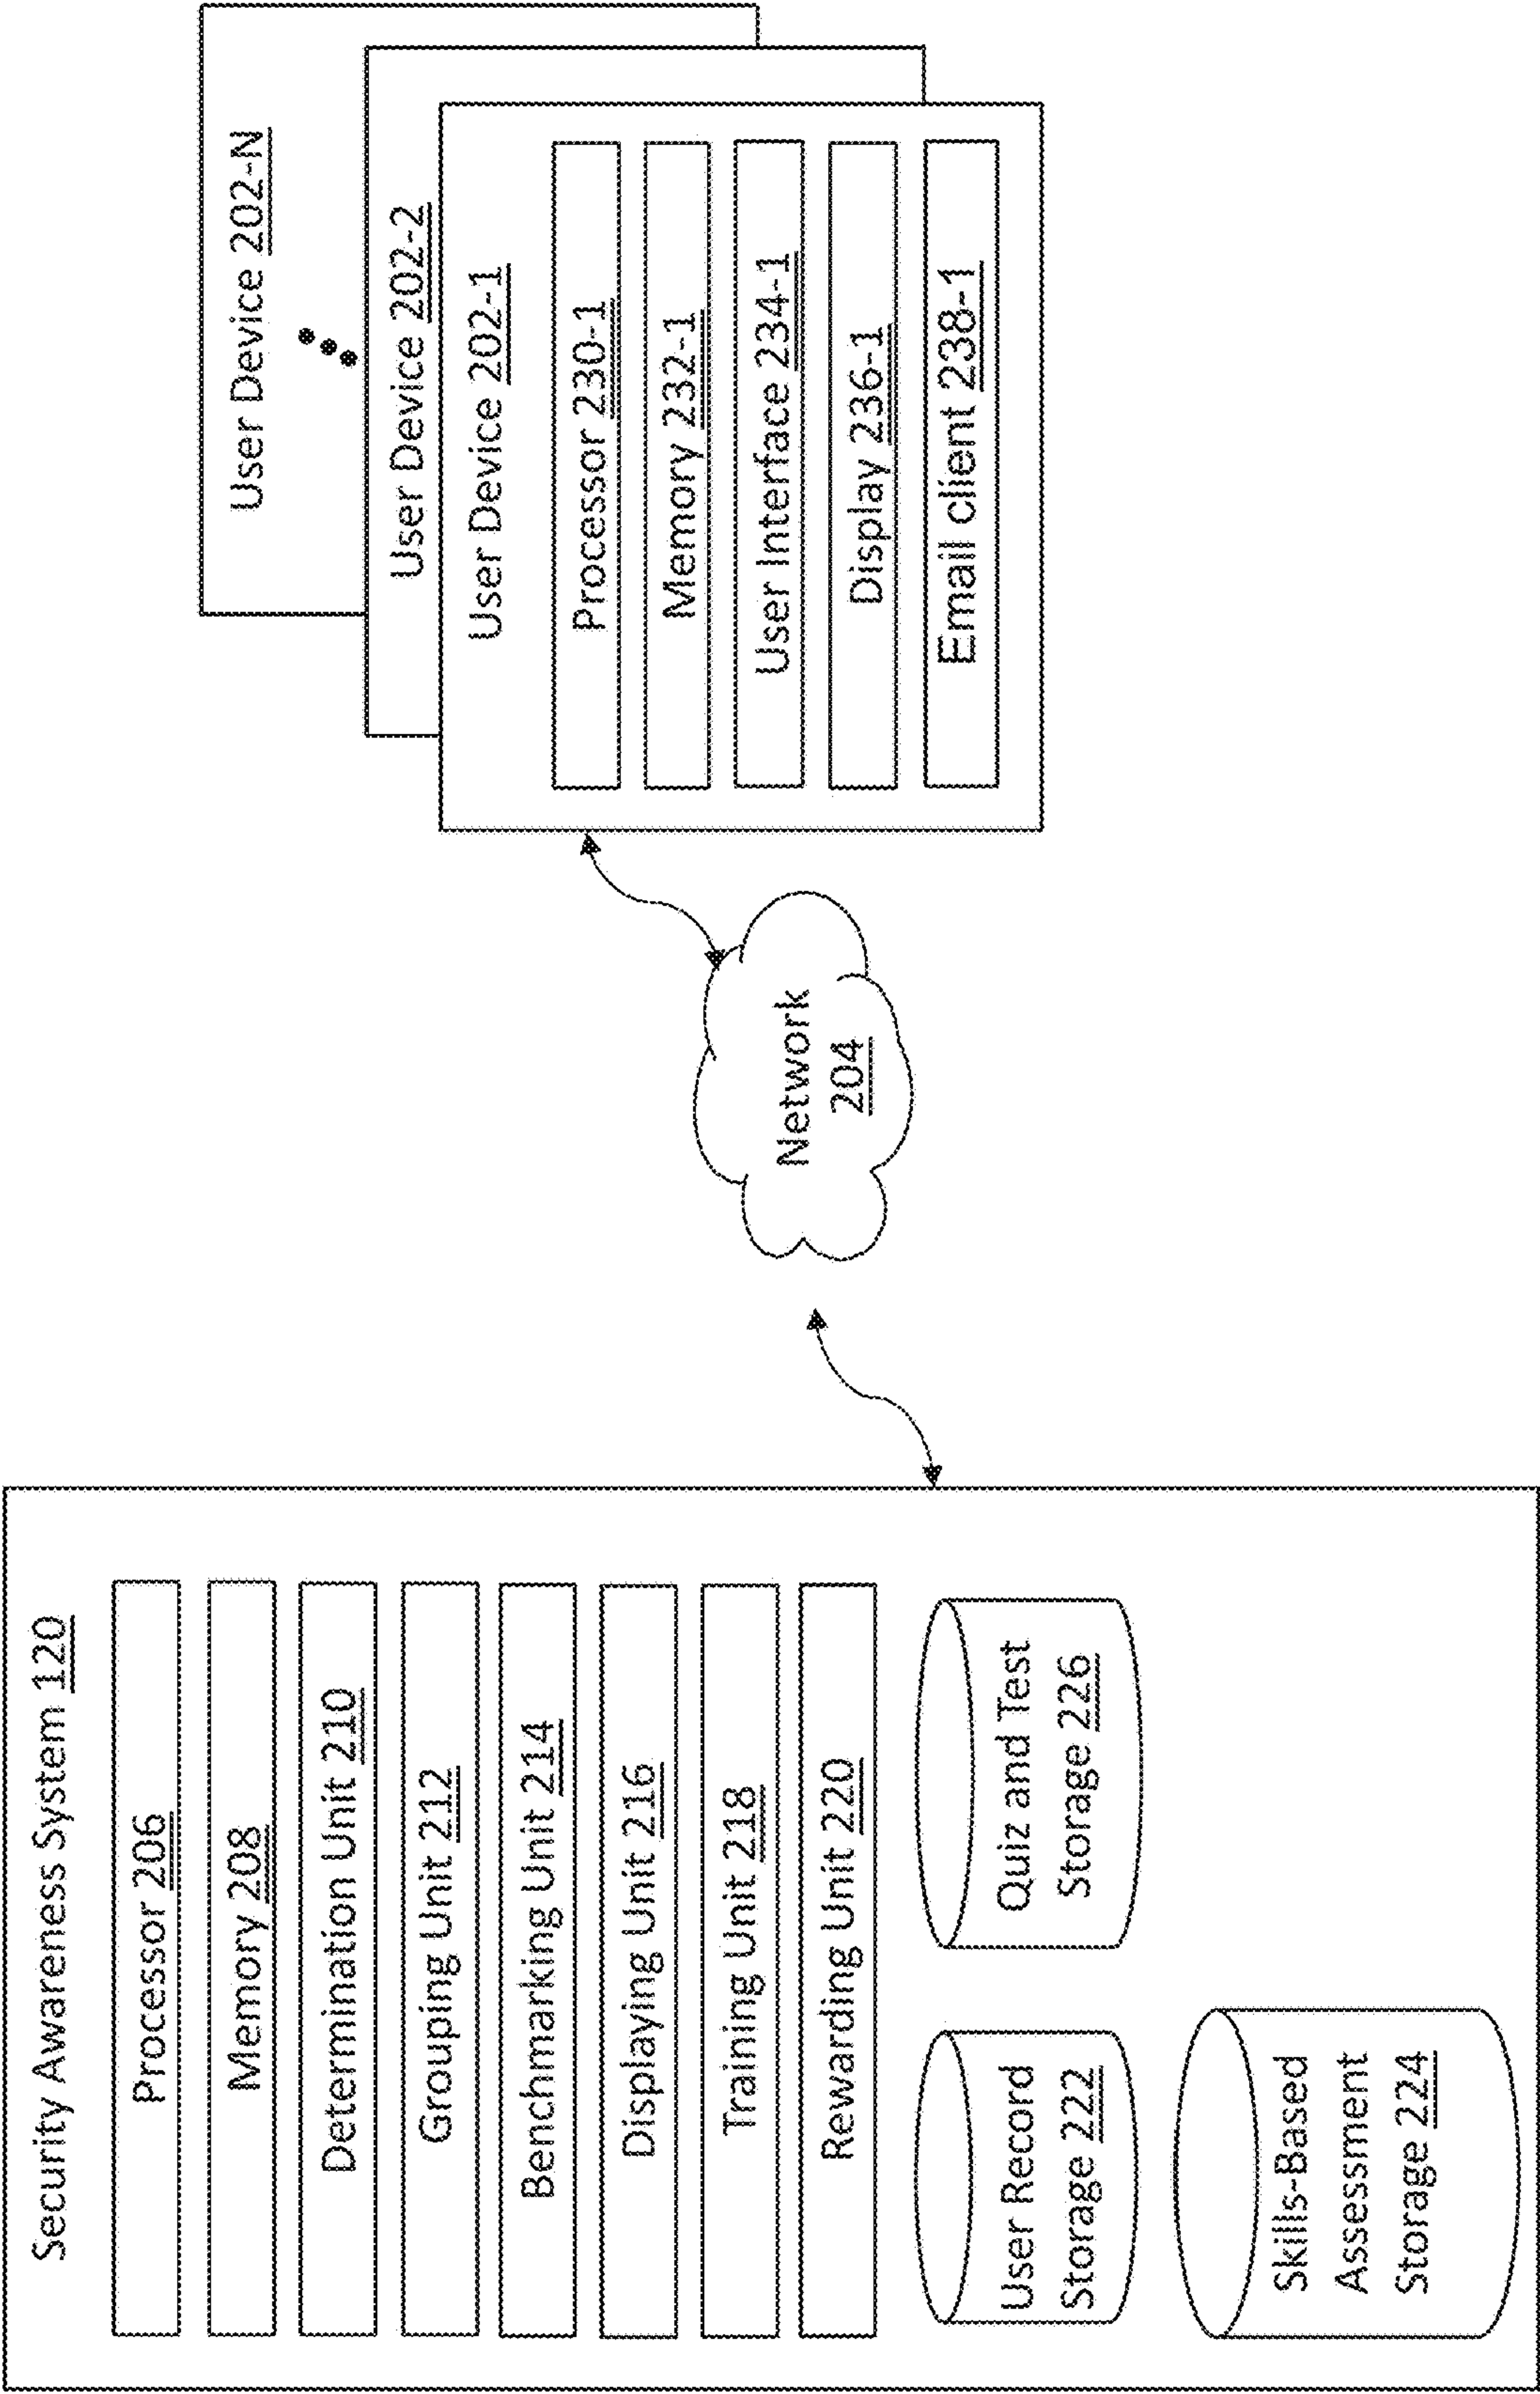 Security Awareness System 120
Processor 206
Memory 208
Determination Unit 210
Grouping Unit 212
Benchmarking Unit 214
Displaying Unit 216
Training Unit 218
Rewarding Unit 220
User Record
Storage 222
Quiz and Test
Storage 226
Skills-Based
Assessment
Storage 224
Network
204
User Device 202-N
User Device 202-2
User Device 202-1
Processor 230-1
Memory 232-1
User Interface 234-1
Display 236-1
Email client 238-1